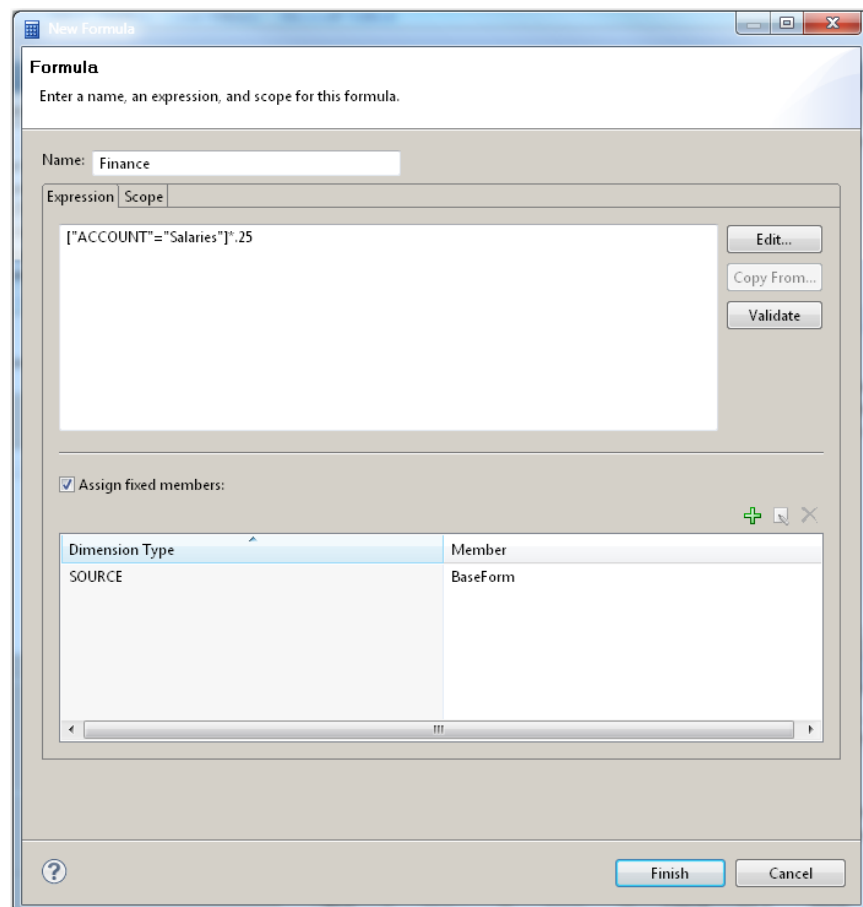 New Formula
Formula
Enter a name, an expression, and scope for this formula.
Name: Finance
Expression Scope
["ACCOUNT"="Salaries"]*.25
Edit...
Copy From...
Validate
Assign fixed members:
Dimension Type Member
SOURCE BaseForm
Finish Cancel